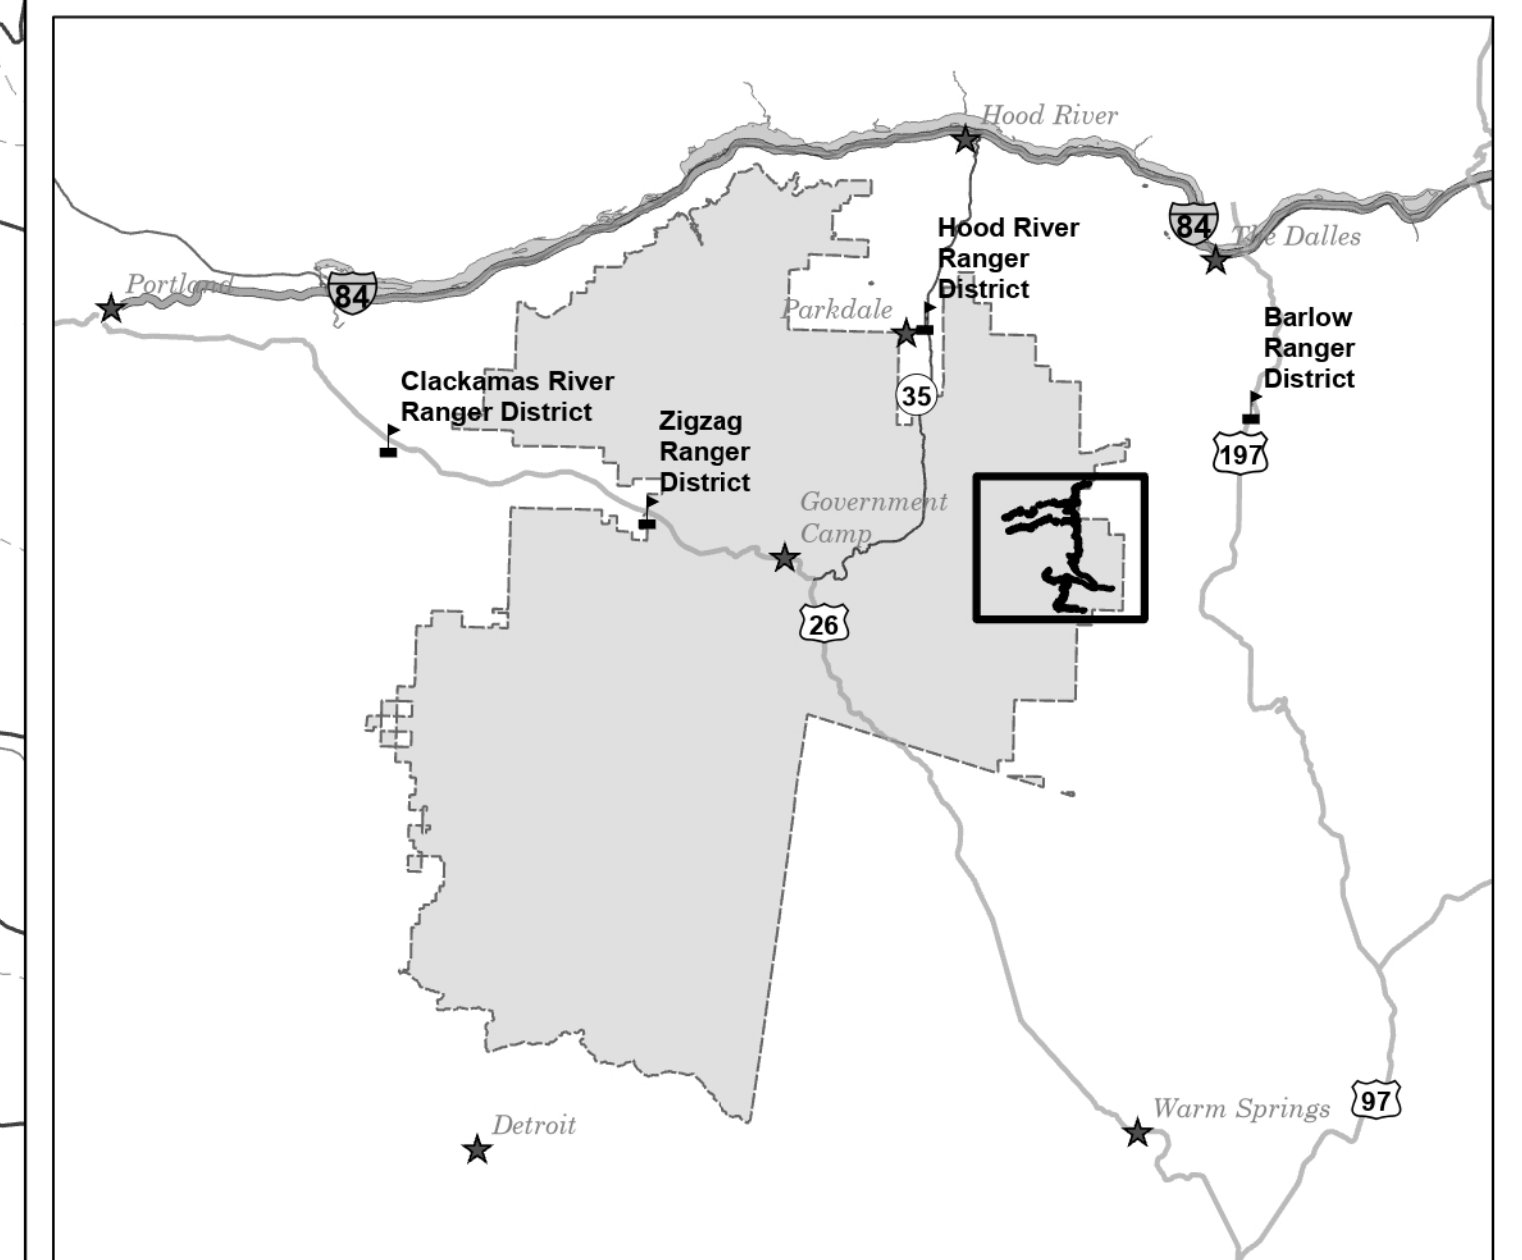 Hood River
84
The Dalles
Hood River
Ranger
District
Portland
84
Parkdale
Barlow
Ranger
District
35
Clackamas River
Ranger District
Zigzag
Ranger
District
197
Government
Camp
26
97
Warm Springs
Detroit